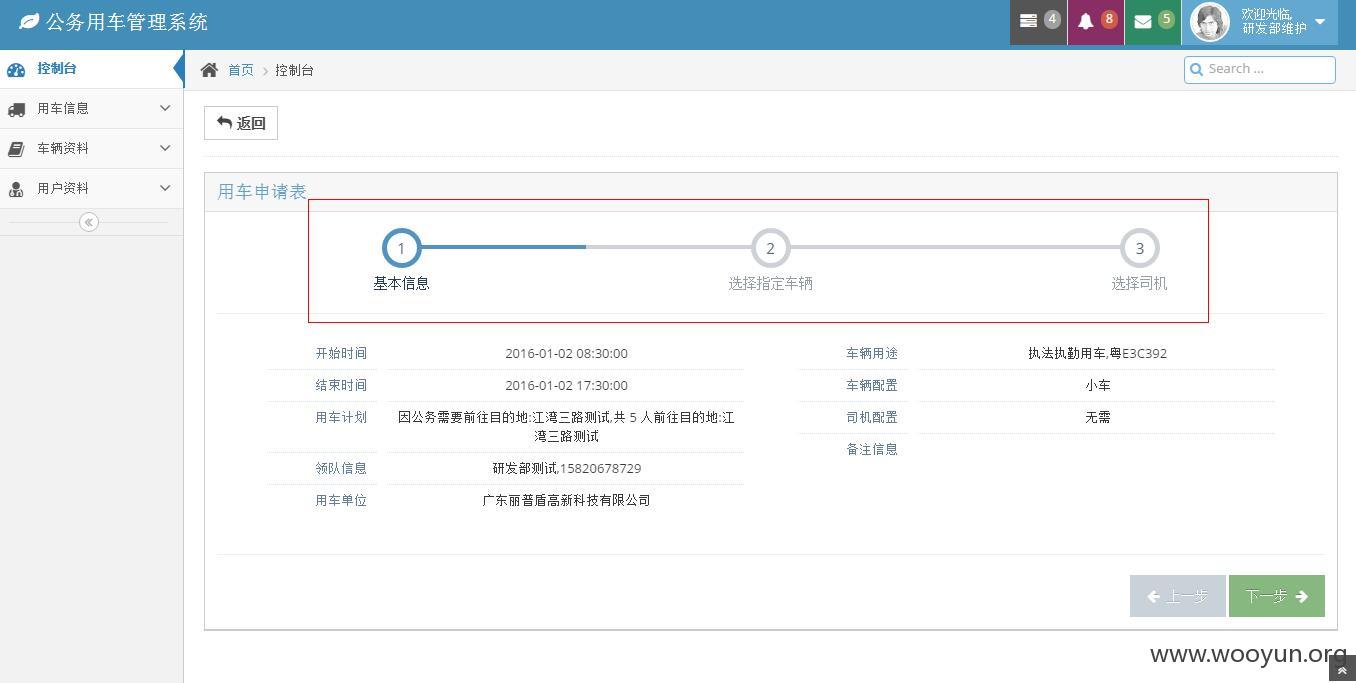 公务用车管理系统
4
8
5
欢迎光临,
研发部维护
控制台
首页
控制台
Search ...
用车信息
车辆资料
用户资料
返回
用车申请表
1
2
3
基本信息
选择指定车辆
选择司机
开始时间
2016-01-02 08:30:00
结束时间
2016-01-02 17:30:00
用车计划
因公务需要前往目的地:江湾三路测试,共 5 人前往目的地:江
湾三路测试
领队信息
研发部测试,15820678729
用车单位
广东丽普盾高新科技有限公司
车辆用途
执法执勤用车,粤E3C392
车辆配置
小车
司机配置
无需
备注信息
上一步
下一步
www.wooyun.org